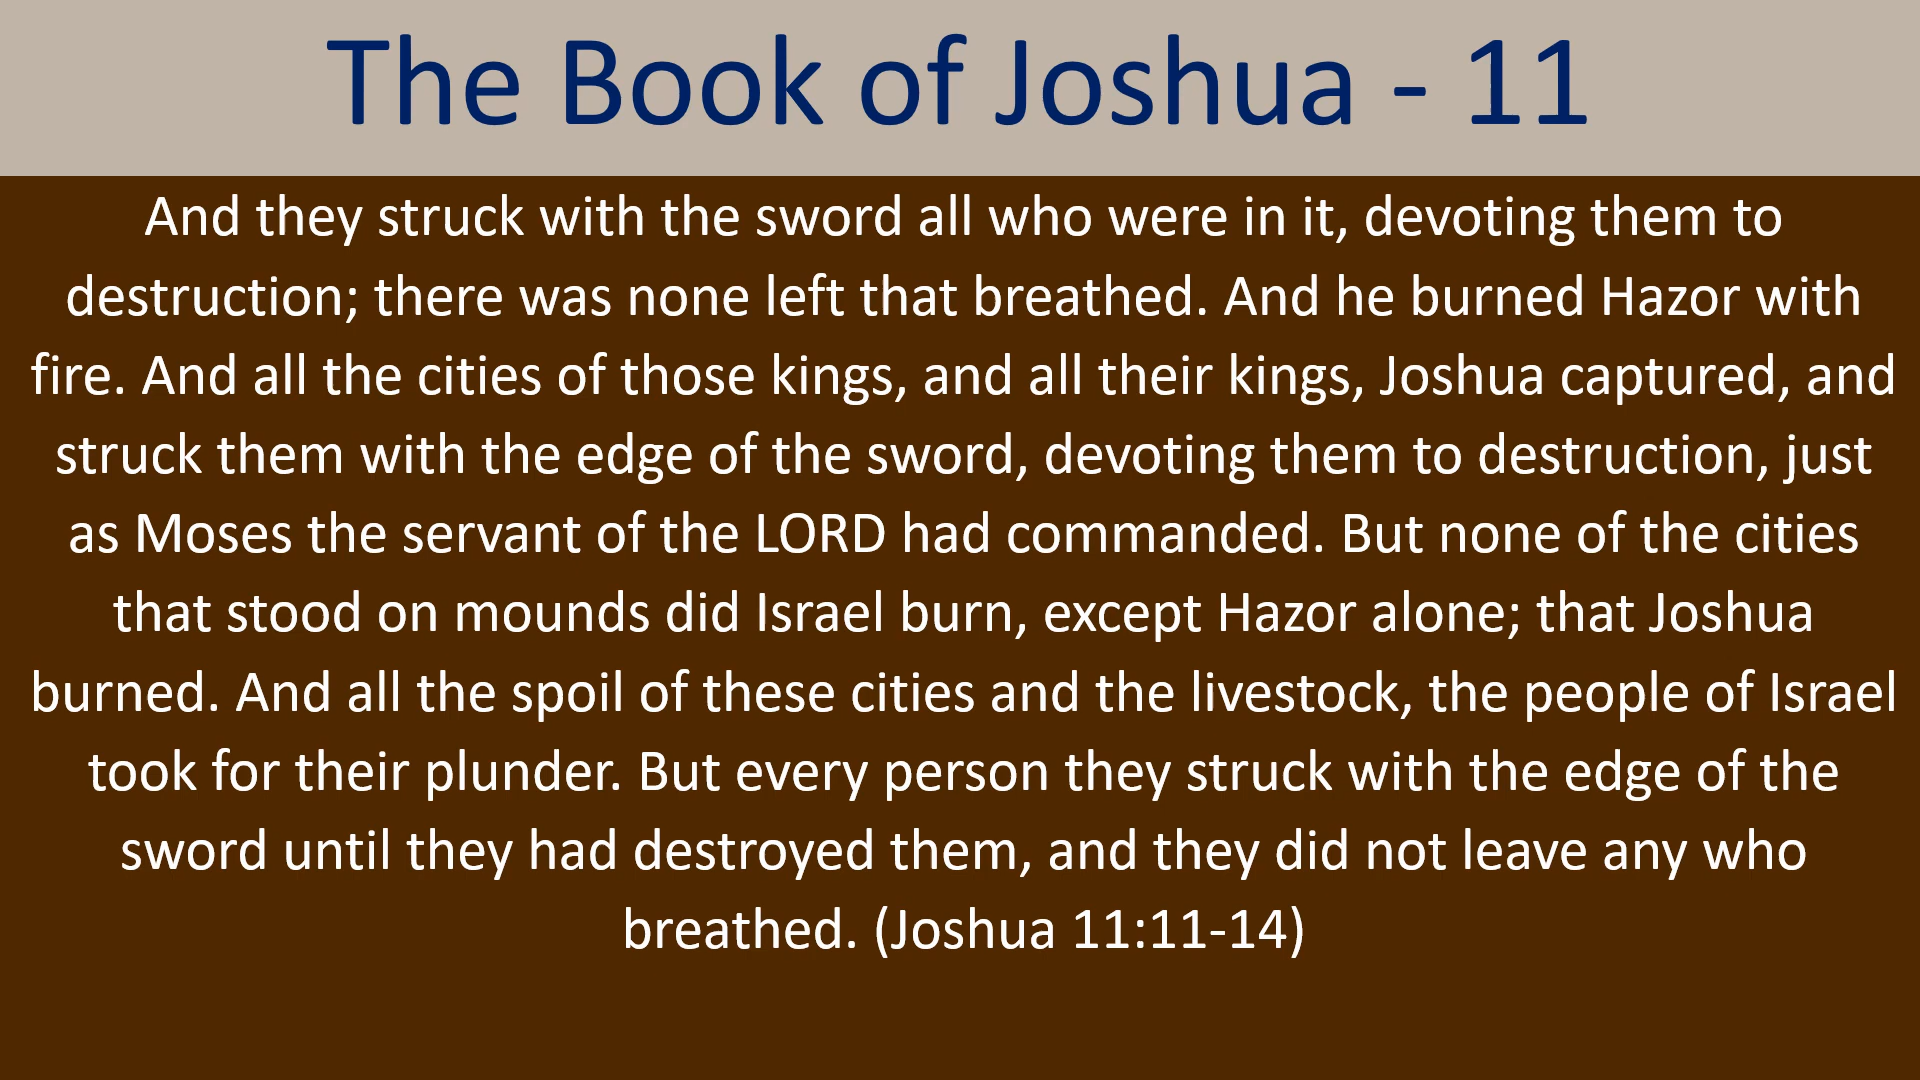 The Book of Joshua - 11
And they struck with the sword all who were in it, devoting them to
destruction; there was none left that breathed. And he burned Hazor with
fire. And all the cities of those kings, and all their kings, Joshua captured, and
struck them with the edge of the sword, devoting them to destruction, just
as Moses the servant of the LORD had commanded. But none of the cities
that stood on mounds did Israel burn, except Hazor alone; that Joshua
burned. And all the spoil of these cities and the livestock, the people of Israel
took for their plunder. But every person they struck with the edge of the
sword until they had destroyed them, and they did not leave any who
breathed. (Joshua 11:11-14)